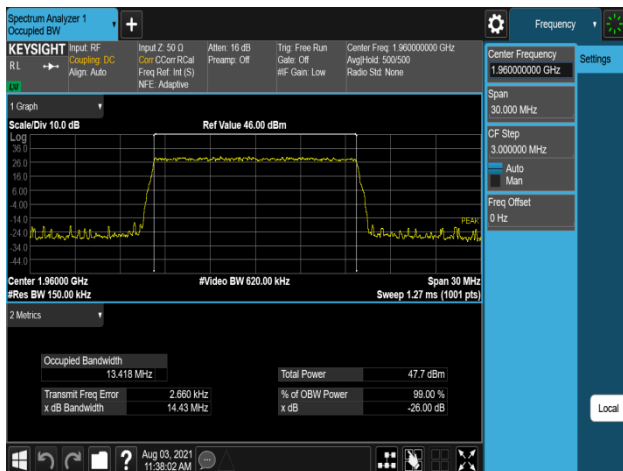 Spectrum Analyzer 1
Occupied BW
Frequency
KEYSIGHT
RL
LXI
Input: RF
Coupling: DC
Align: Auto
Input Z: 50 Ω
Corr CCorr RCal
Freq Ref: Int (S)
NFE: Adaptive
Atten: 16 dB
Preamp: Off
Trig: Free Run
Gate: Off
#IF Gain: Low
Center Freq: 1.960000000 GHz
Avg|Hold: 500/500
Radio Std: None
Center Frequency
1.960000000 GHz
Settings
Span
30.000 MHz
CF Step
3.000000 MHz
Auto
Man
Freq Offset
0 Hz
1 Graph
Scale/Div 10.0 dB
Ref Value 46.00 dBm
Log
36.0
26.0
16.0
6.00
-4.00
-14.0
-24.0
-34.0
-44.0
PEAK
Center 1.96000 GHz
#Video BW 620.00 kHz
Span 30 MHz
#Res BW 150.00 kHz
Sweep 1.27 ms (1001 pts)
2 Metrics
Occupied Bandwidth
13.418 MHz
Total Power 47.7 dBm
Transmit Freq Error 2.660 kHz
% of OBW Power 99.00 %
x dB Bandwidth 14.43 MHz
x dB -26.00 dB
Local
?
Aug 03, 2021
11:38:02 AM